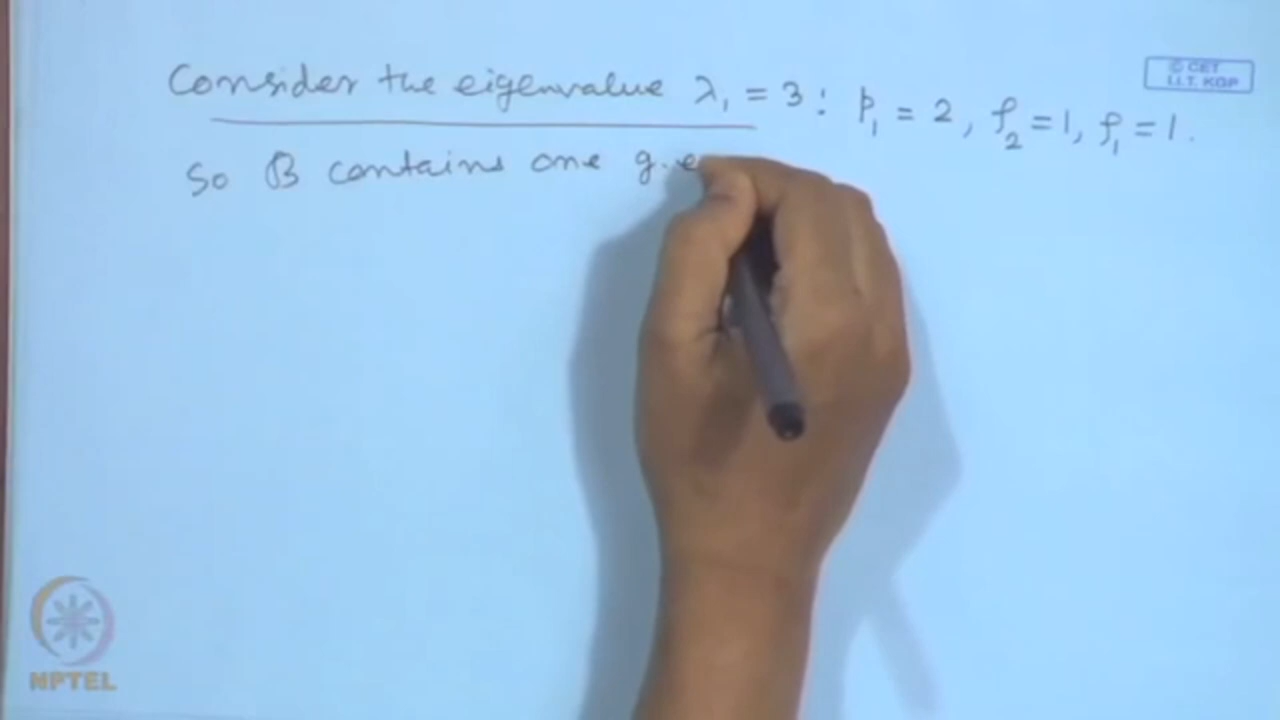 Consider the eigenvalue λ₁ = 3 : p₁ = 2, ρ₂ = 1, ρ₁ = 1.
© CET
I.I.T. KGP
So B contains one g.e
NPTEL